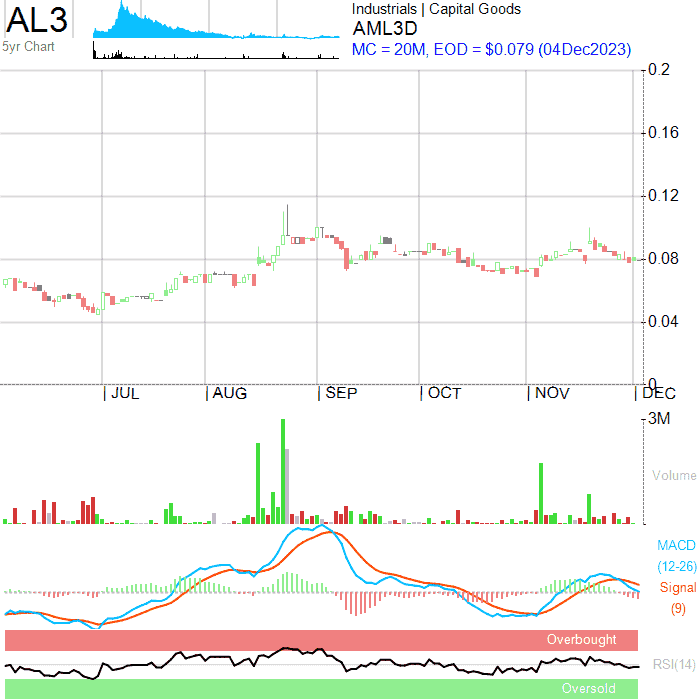 AL3
5yr Chart
Industrials | Capital Goods
AML3D
MC = 20M, EOD = $0.079 (04Dec2023)
0.2
0.16
0.12
0.08
0.04
0
JUL AUG SEP OCT NOV DEC
3M
Volume
MACD
(12-26)
Signal
(9)
Overbought
RSI(14)
Oversold